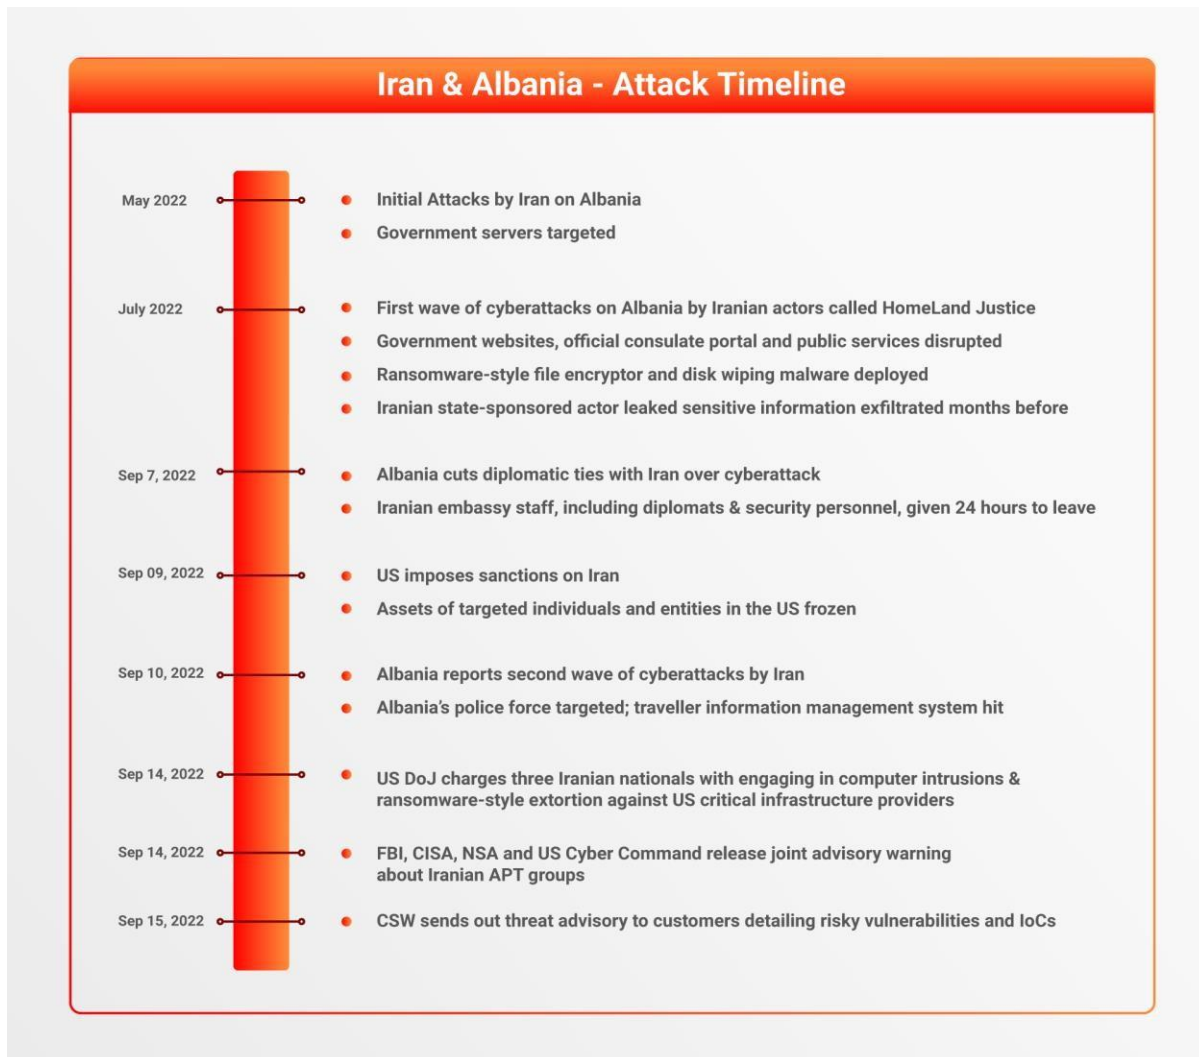 Iran & Albania - Attack Timeline
May 2022
Initial Attacks by Iran on Albania
Government servers targeted
July 2022
First wave of cyberattacks on Albania by Iranian actors called HomeLand Justice
Government websites, official consulate portal and public services disrupted
Ransomware-style file encryptor and disk wiping malware deployed
Iranian state-sponsored actor leaked sensitive information exfiltrated months before
Sep 7, 2022
Albania cuts diplomatic ties with Iran over cyberattack
Iranian embassy staff, including diplomats & security personnel, given 24 hours to leave
Sep 09, 2022
US imposes sanctions on Iran
Assets of targeted individuals and entities in the US frozen
Sep 10, 2022
Albania reports second wave of cyberattacks by Iran
Albania's police force targeted; traveller information management system hit
Sep 14, 2022
US DoJ charges three Iranian nationals with engaging in computer intrusions &
ransomware-style extortion against US critical infrastructure providers
Sep 14, 2022
FBI, CISA, NSA and US Cyber Command release joint advisory warning
about Iranian APT groups
Sep 15, 2022
CSW sends out threat advisory to customers detailing risky vulnerabilities and IoCs